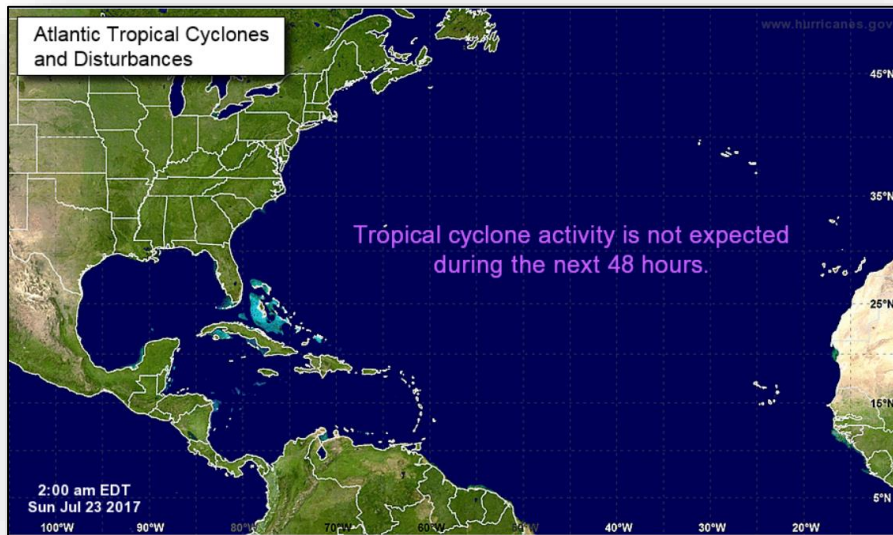 Atlantic Tropical Cyclones
and Disturbances
www.hurricanes.gov
45°N
35°N
Tropical cyclone activity is not expected
during the next 48 hours.
25°N
15°N
5°N
2:00 am EDT
Sun Jul 23 2017
100°W 90°W 80°W 70°W 60°W 50°W 40°W 30°W 20°W